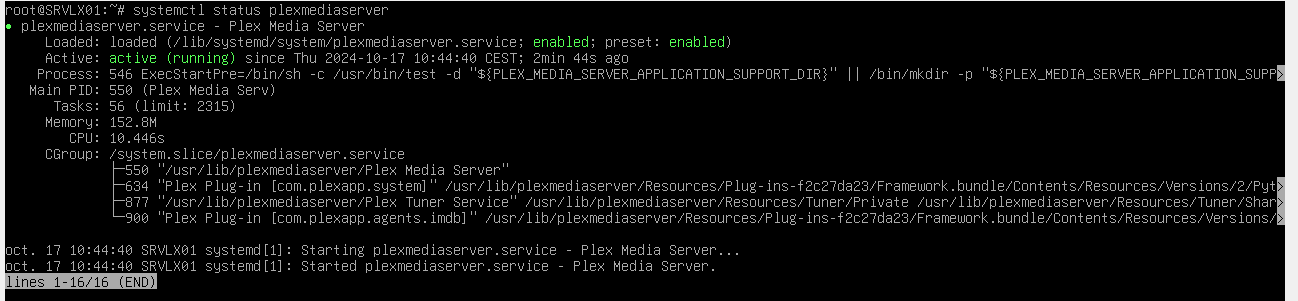 root@SRVLX01:~# systemctl status plexmediaserver
● plexmediaserver.service - Plex Media Server
     Loaded: loaded (/lib/systemd/system/plexmediaserver.service; enabled; preset: enabled)
     Active: active (running) since Thu 2024-10-17 10:44:40 CEST; 2min 44s ago
    Process: 546 ExecStartPre=/bin/sh -c /usr/bin/test -d "${PLEX_MEDIA_SERVER_APPLICATION_SUPPORT_DIR}" || /bin/mkdir -p "${PLEX_MEDIA_SERVER_APPLICATION_SUPP>
   Main PID: 550 (Plex Media Serv)
      Tasks: 56 (limit: 2315)
     Memory: 152.8M
        CPU: 10.446s
     CGroup: /system.slice/plexmediaserver.service
             ├─550 "/usr/lib/plexmediaserver/Plex Media Server"
             ├─634 "Plex Plug-in [com.plexapp.system]" /usr/lib/plexmediaserver/Resources/Plug-ins-f2c27da23/Framework.bundle/Contents/Resources/Versions/2/Pyt>
             ├─877 "/usr/lib/plexmediaserver/Plex Tuner Service" /usr/lib/plexmediaserver/Resources/Tuner/Private /usr/lib/plexmediaserver/Resources/Tuner/Shar>
             └─900 "Plex Plug-in [com.plexapp.agents.imdb]" /usr/lib/plexmediaserver/Resources/Plug-ins-f2c27da23/Framework.bundle/Contents/Resources/Versions/>
oct. 17 10:44:40 SRVLX01 systemd[1]: Starting plexmediaserver.service - Plex Media Server...
oct. 17 10:44:40 SRVLX01 systemd[1]: Started plexmediaserver.service - Plex Media Server.
lines 1-16/16 (END)